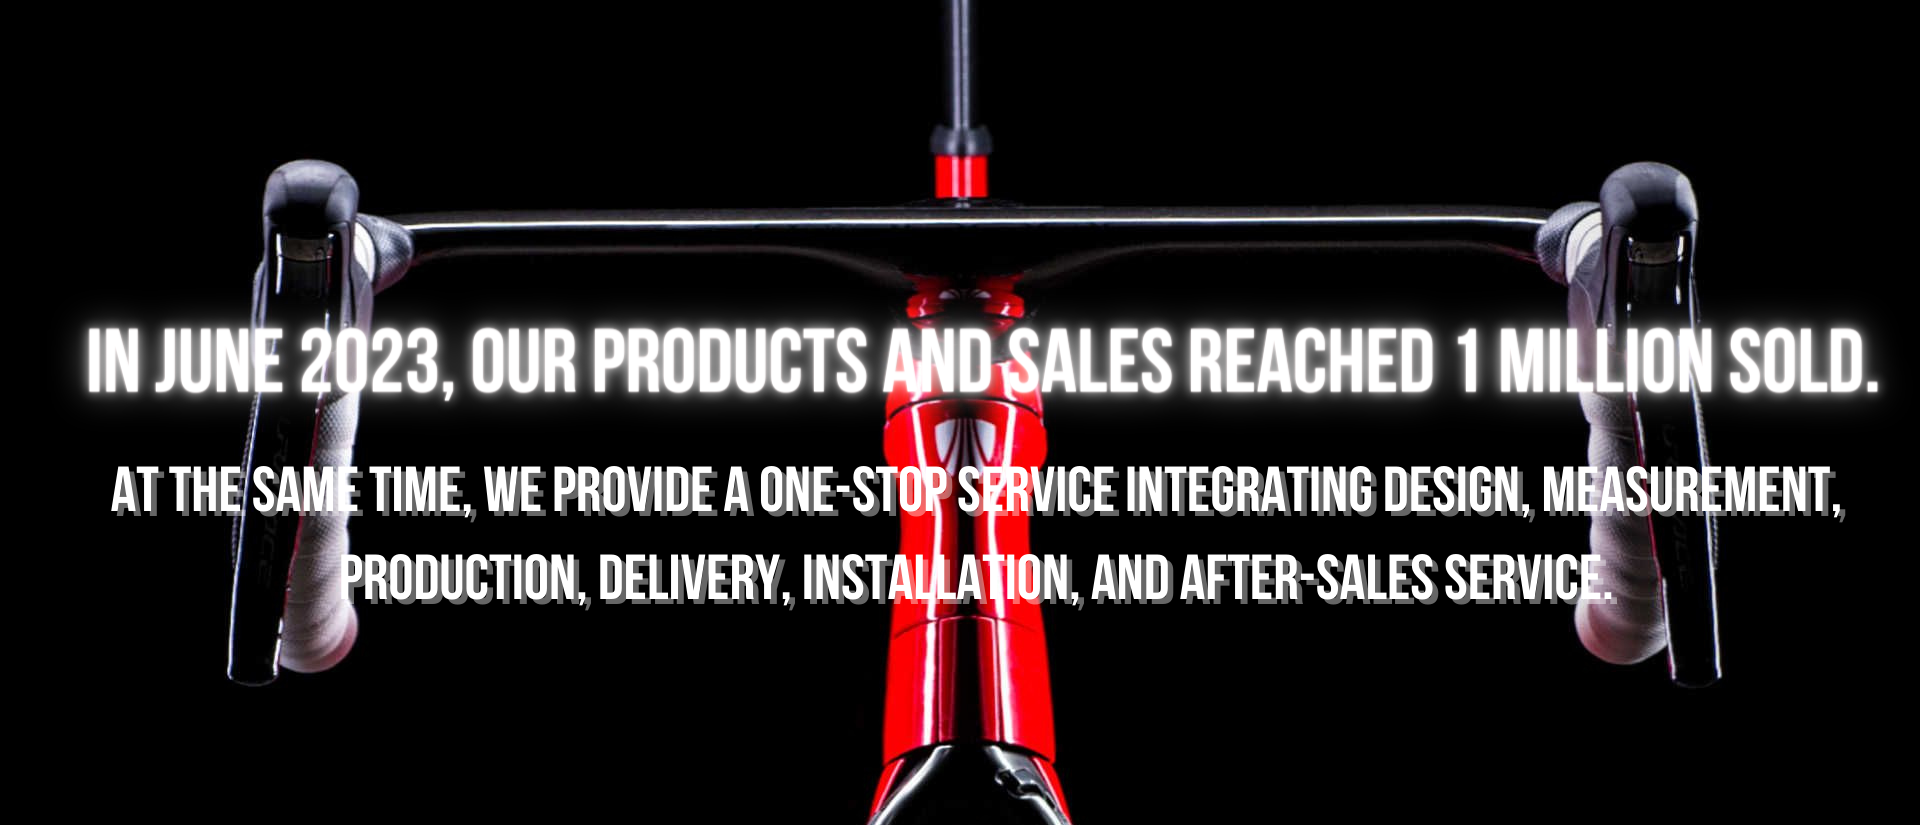 IN JUNE 2023, OUR PRODUCTS AND SALES REACHED 1 MILLION SOLD.
AT THE SAME TIME, WE PROVIDE A ONE-STOP SERVICE INTEGRATING DESIGN, MEASUREMENT,
PRODUCTION, DELIVERY, INSTALLATION, AND AFTER-SALES SERVICE.